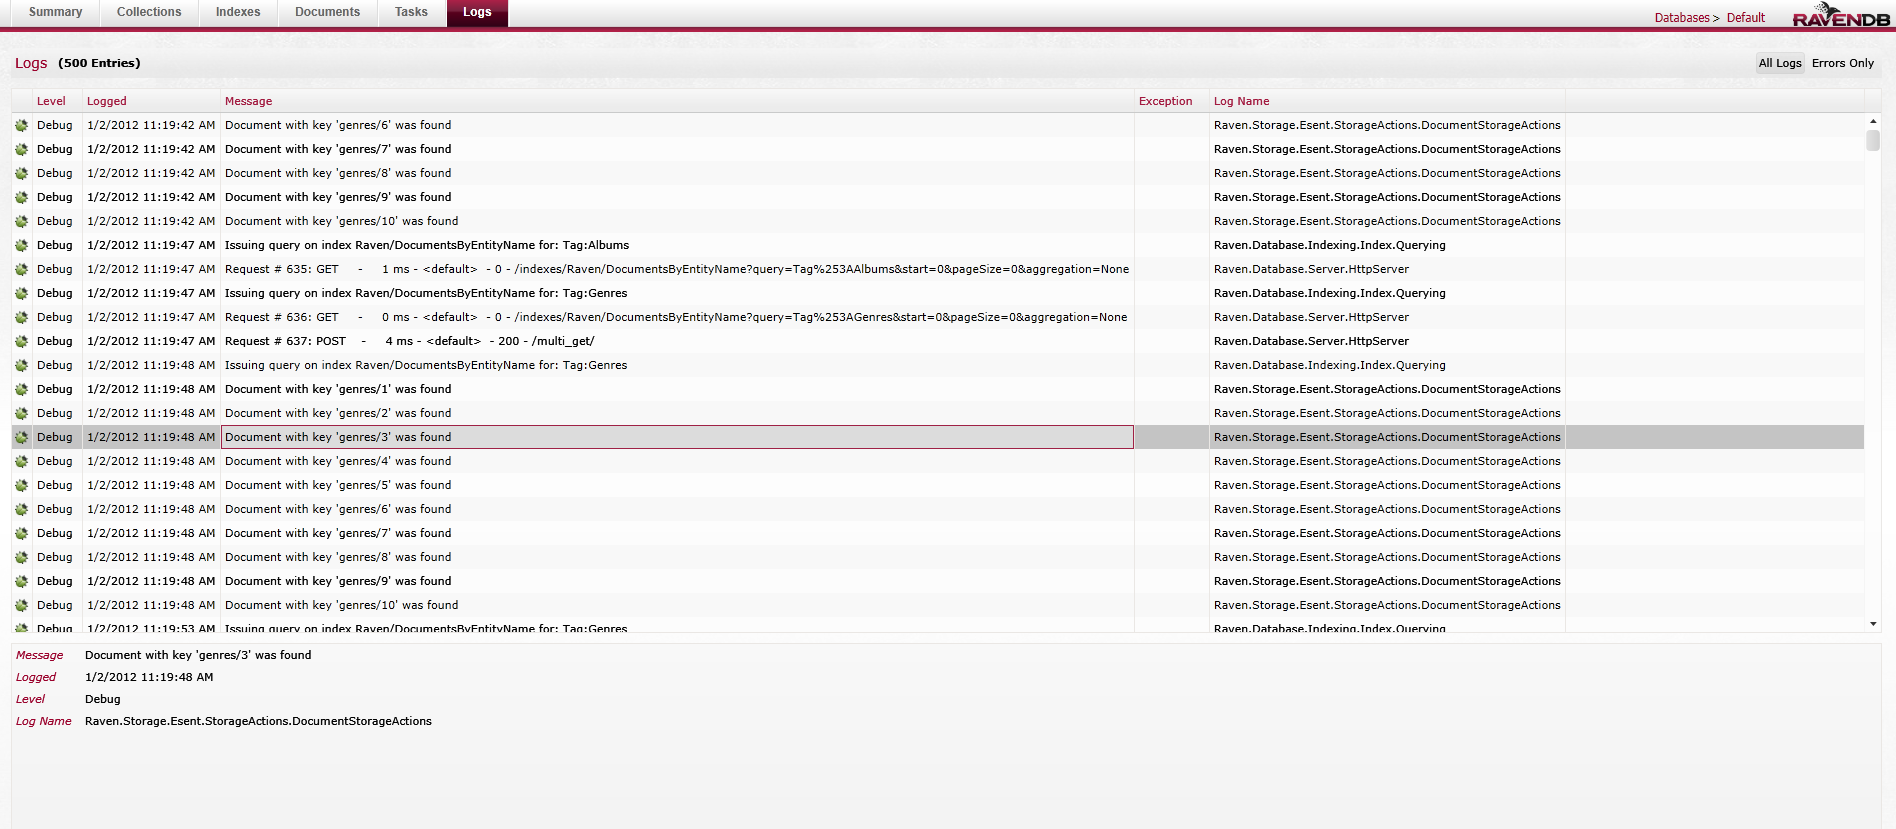 Summary Collections Indexes Documents Tasks Logs
Databases > Default RAVENDB
Logs (500 Entries) All Logs Errors Only
Level Logged Message Exception Log Name
Debug 1/2/2012 11:19:42 AM Document with key 'genres/6' was found Raven.Storage.Esent.StorageActions.DocumentStorageActions
Debug 1/2/2012 11:19:42 AM Document with key 'genres/7' was found Raven.Storage.Esent.StorageActions.DocumentStorageActions
Debug 1/2/2012 11:19:42 AM Document with key 'genres/8' was found Raven.Storage.Esent.StorageActions.DocumentStorageActions
Debug 1/2/2012 11:19:42 AM Document with key 'genres/9' was found Raven.Storage.Esent.StorageActions.DocumentStorageActions
Debug 1/2/2012 11:19:42 AM Document with key 'genres/10' was found Raven.Storage.Esent.StorageActions.DocumentStorageActions
Debug 1/2/2012 11:19:47 AM Issuing query on index Raven/DocumentsByEntityName for: Tag:Albums Raven.Database.Indexing.Index.Querying
Debug 1/2/2012 11:19:47 AM Request # 635: GET - 1 ms - <default> - 0 - /indexes/Raven/DocumentsByEntityName?query=Tag%253AAlbums&start=0&pageSize=0&aggregation=None Raven.Database.Server.HttpServer
Debug 1/2/2012 11:19:47 AM Issuing query on index Raven/DocumentsByEntityName for: Tag:Genres Raven.Database.Indexing.Index.Querying
Debug 1/2/2012 11:19:47 AM Request # 636: GET - 0 ms - <default> - 0 - /indexes/Raven/DocumentsByEntityName?query=Tag%253AGenres&start=0&pageSize=0&aggregation=None Raven.Database.Server.HttpServer
Debug 1/2/2012 11:19:47 AM Request # 637: POST - 4 ms - <default> - 200 - /multi_get/ Raven.Database.Server.HttpServer
Debug 1/2/2012 11:19:48 AM Issuing query on index Raven/DocumentsByEntityName for: Tag:Genres Raven.Database.Indexing.Index.Querying
Debug 1/2/2012 11:19:48 AM Document with key 'genres/1' was found Raven.Storage.Esent.StorageActions.DocumentStorageActions
Debug 1/2/2012 11:19:48 AM Document with key 'genres/2' was found Raven.Storage.Esent.StorageActions.DocumentStorageActions
Debug 1/2/2012 11:19:48 AM Document with key 'genres/3' was found Raven.Storage.Esent.StorageActions.DocumentStorageActions
Debug 1/2/2012 11:19:48 AM Document with key 'genres/4' was found Raven.Storage.Esent.StorageActions.DocumentStorageActions
Debug 1/2/2012 11:19:48 AM Document with key 'genres/5' was found Raven.Storage.Esent.StorageActions.DocumentStorageActions
Debug 1/2/2012 11:19:48 AM Document with key 'genres/6' was found Raven.Storage.Esent.StorageActions.DocumentStorageActions
Debug 1/2/2012 11:19:48 AM Document with key 'genres/7' was found Raven.Storage.Esent.StorageActions.DocumentStorageActions
Debug 1/2/2012 11:19:48 AM Document with key 'genres/8' was found Raven.Storage.Esent.StorageActions.DocumentStorageActions
Debug 1/2/2012 11:19:48 AM Document with key 'genres/9' was found Raven.Storage.Esent.StorageActions.DocumentStorageActions
Debug 1/2/2012 11:19:48 AM Document with key 'genres/10' was found Raven.Storage.Esent.StorageActions.DocumentStorageActions
Debug 1/2/2012 11:19:53 AM Issuing query on index Raven/DocumentsByEntityName for: Tag:Genres Raven.Database.Indexing.Index.Querying
Message Document with key 'genres/3' was found
Logged 1/2/2012 11:19:48 AM
Level Debug
Log Name Raven.Storage.Esent.StorageActions.DocumentStorageActions